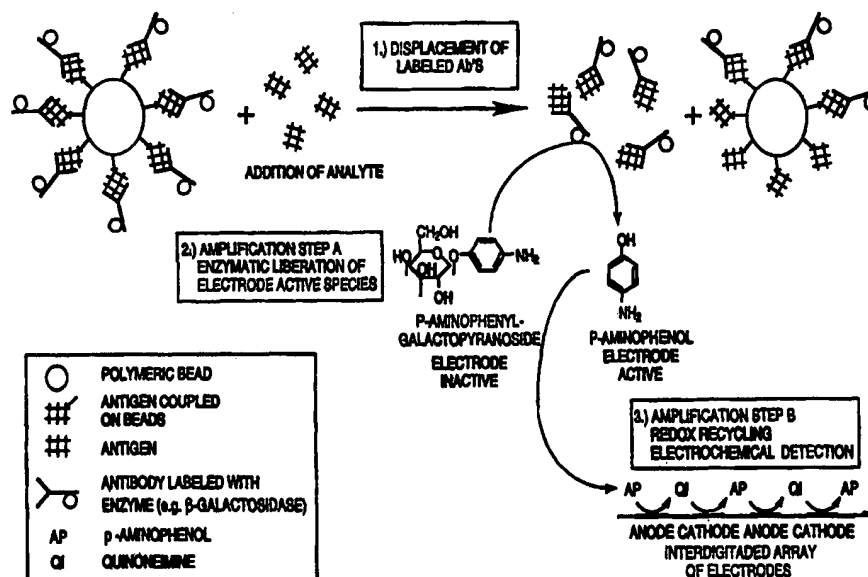 1.) DISPLACEMENT OF
LABELED Ab'S
+
+
ADDITION OF ANALYTE
2.) AMPLIFICATION STEP A
ENZYMATIC LIBERATION OF
ELECTRODE ACTIVE SPECIES
CH₂OH
HO
O
O
NH₂
OH
OH
OH
NH₂
P-AMINOPHENYL-
GALACTOPYRANOSIDE
ELECTRODE
INACTIVE
P-AMINOPHENOL
ELECTRODE
ACTIVE
POLYMERIC BEAD
ANTIGEN COUPLED
ON BEADS
ANTIGEN
ANTIBODY LABELED WITH
ENZYME (e.g. β-GALACTOSIDASE)
AP p-AMINOPHENOL
QI QUINONEIMINE
3.) AMPLIFICATION STEP B
REDOX RECYCLING
ELECTROCHEMICAL DETECTION
AP QI AP QI AP
ANODE CATHODE ANODE CATHODE
INTERDIGITADED ARRAY
OF ELECTRODES